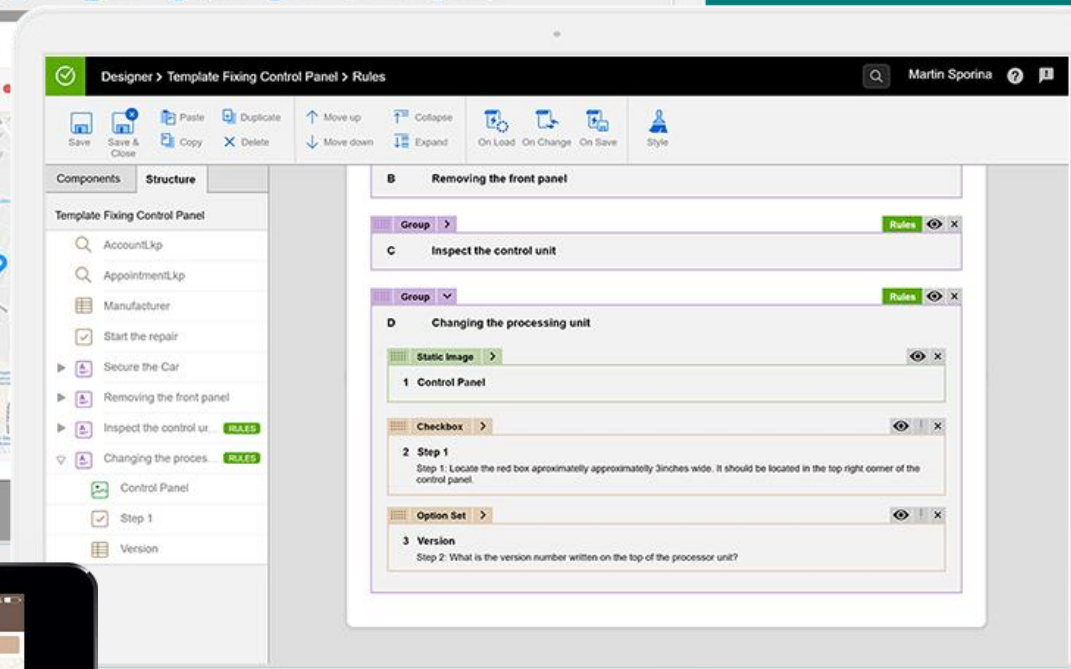 Designer > Template Fixing Control Panel > Rules
Martin Sporina
Save
Save & Close
Paste
Copy
Duplicate
Delete
Move up
Move down
Collapse
Expand
On Load
On Change
On Save
Style
Components
Structure
Template Fixing Control Panel
AccountLkp
AppointmentLkp
Manufacturer
Start the repair
Secure the Car
Removing the front panel
Inspect the control ur... RULES
Changing the proces... RULES
Control Panel
Step 1
Version
B Removing the front panel
Group
Rules
C Inspect the control unit
Group
Rules
D Changing the processing unit
Static Image
1 Control Panel
Checkbox
2 Step 1
Step 1: Locate the red box aproximatelly approximatelly 3inches wide. It should be located in the top right corner of the
control panel.
Option Set
3 Version
Step 2: What is the version number written on the top of the processor unit?